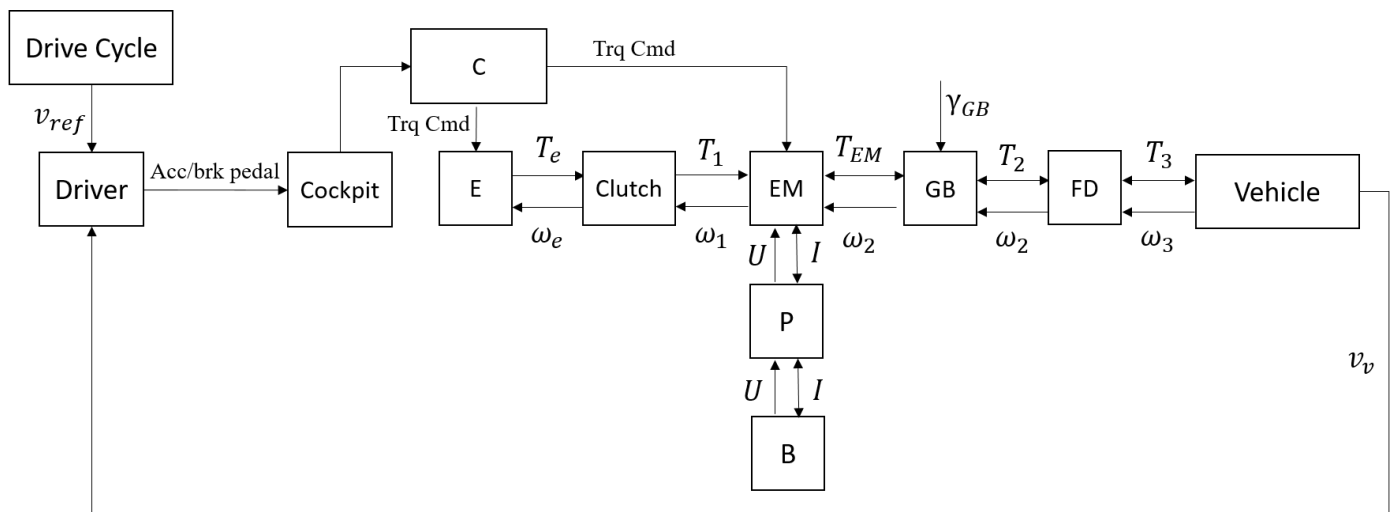 Drive Cycle
C
Trq Cmd
v_ref
Trq Cmd
γ_GB
Driver
Acc/brk pedal
Cockpit
E
T_e
Clutch
T_1
EM
T_EM
GB
T_2
FD
T_3
Vehicle
ω_e
ω_1
ω_2
ω_2
ω_3
U
I
P
U
I
B
v_v